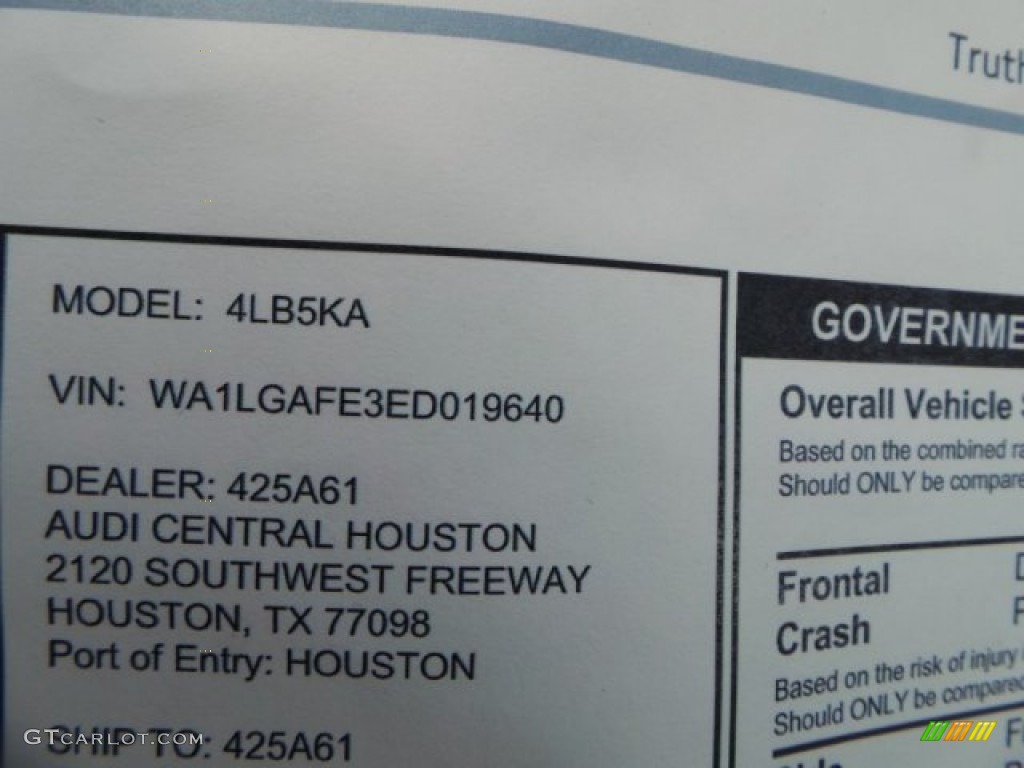 Truth
MODEL: 4LB5KA
VIN: WA1LGAFE3ED019640
DEALER: 425A61
AUDI CENTRAL HOUSTON
2120 SOUTHWEST FREEWAY
HOUSTON, TX 77098
Port of Entry: HOUSTON
SHIP TO: 425A61
GOVERNME
Overall Vehicle
Based on the combined ra
Should ONLY be compare
Frontal
Crash
Based on the risk of injury
Should ONLY be compared
GTCARLOT.COM